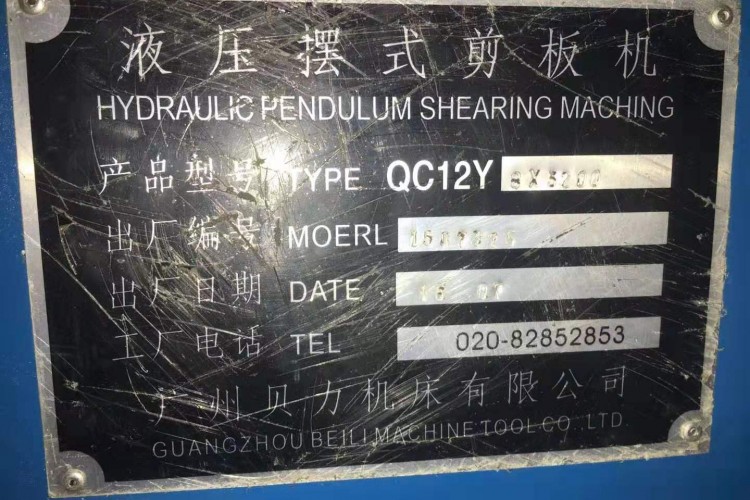 液压摆式剪板机
HYDRAULIC PENDULUM SHEARING MACHING
产品型号 TYPE QC12Y 8X3200
出厂编号 MOERL
出厂日期 DATE
工厂电话 TEL 020-82852853
广州贝力机床有限公司
GUANGZHOU BEILI MACHINE TOOL CO.,LTD